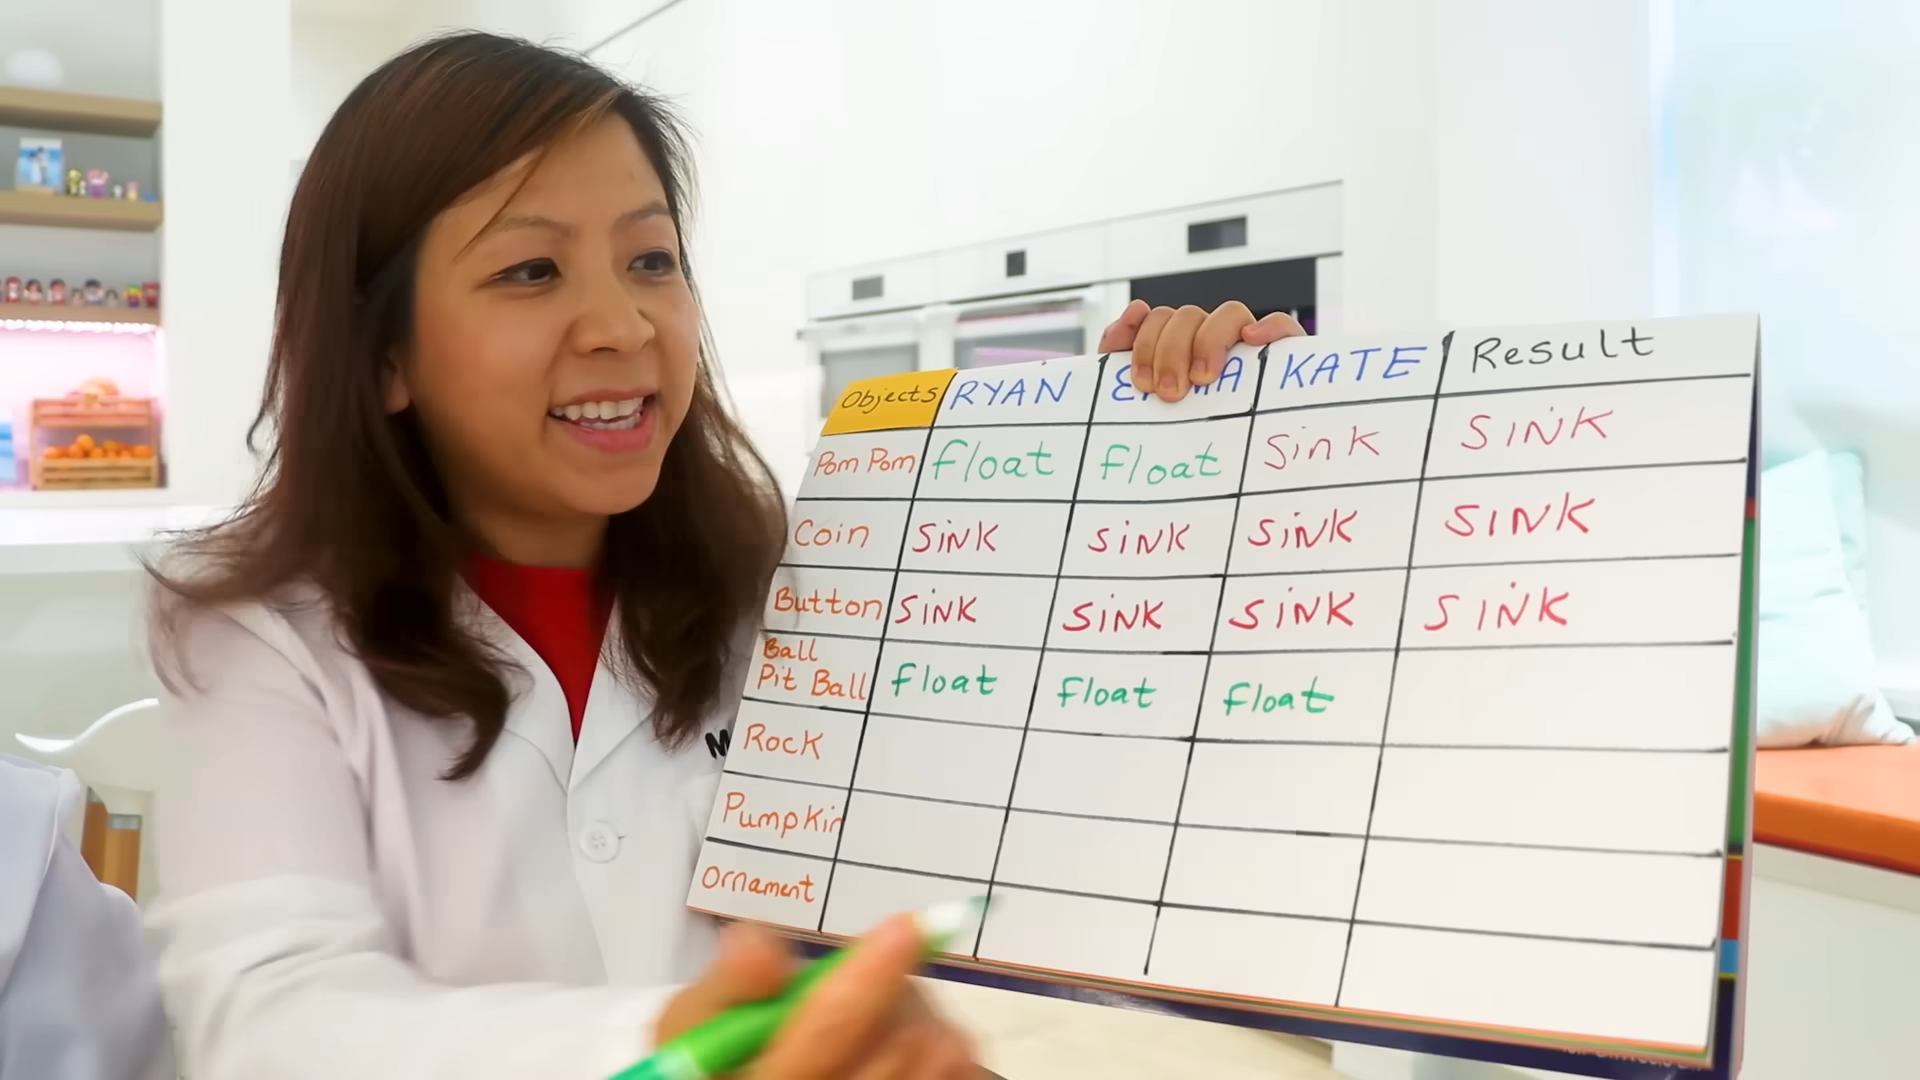 Objects RYAN KATE Result
Pom Pom float float Sink SINK
Coin SINK SINK SINK SINK
Button SINK SINK SINK SINK
Ball
Pit Ball float float float
Rock
Pumpkin
Ornament